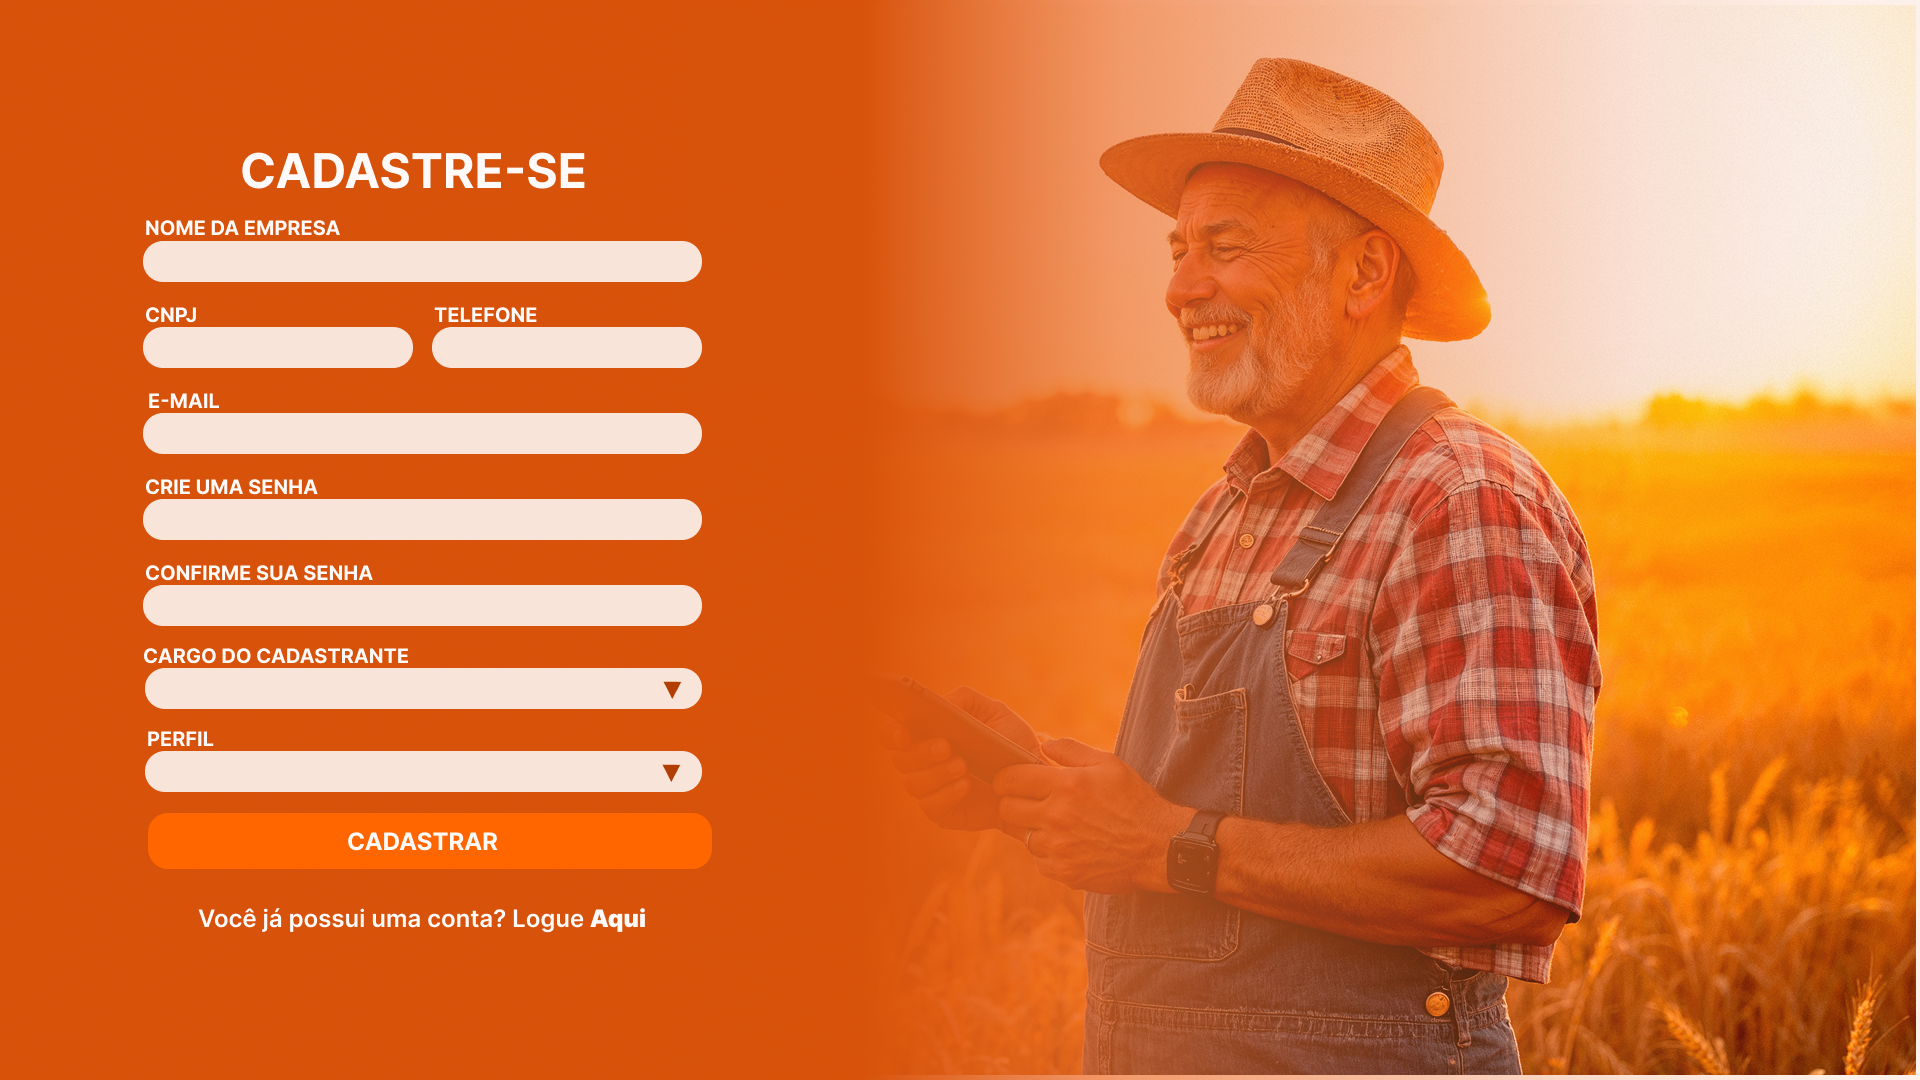 CADASTRE-SE
NOME DA EMPRESA
CNPJ
TELEFONE
E-MAIL
CRIE UMA SENHA
CONFIRME SUA SENHA
CARGO DO CADASTRANTE
PERFIL
CADASTRAR
Você já possui uma conta? Logue Aqui